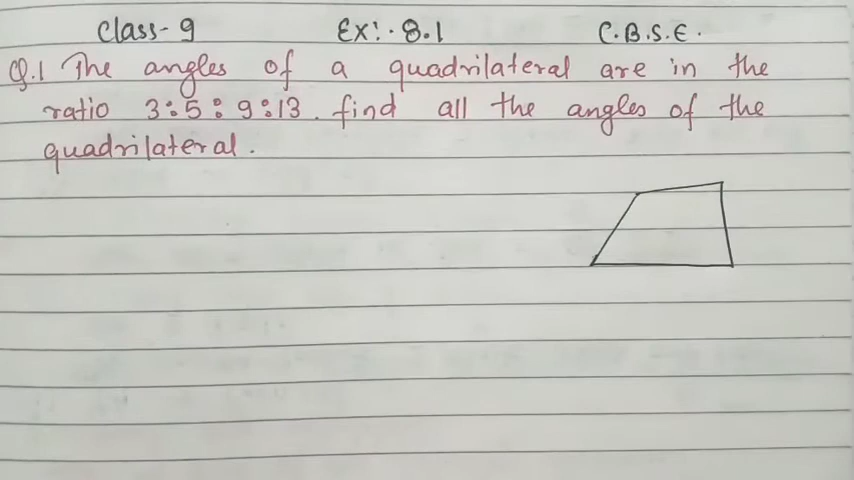 Class-9 Ex:-8.1 C.B.S.E.
Q.1 The angles of a quadrilateral are in the
ratio 3:5:9:13. find all the angles of the
quadrilateral.